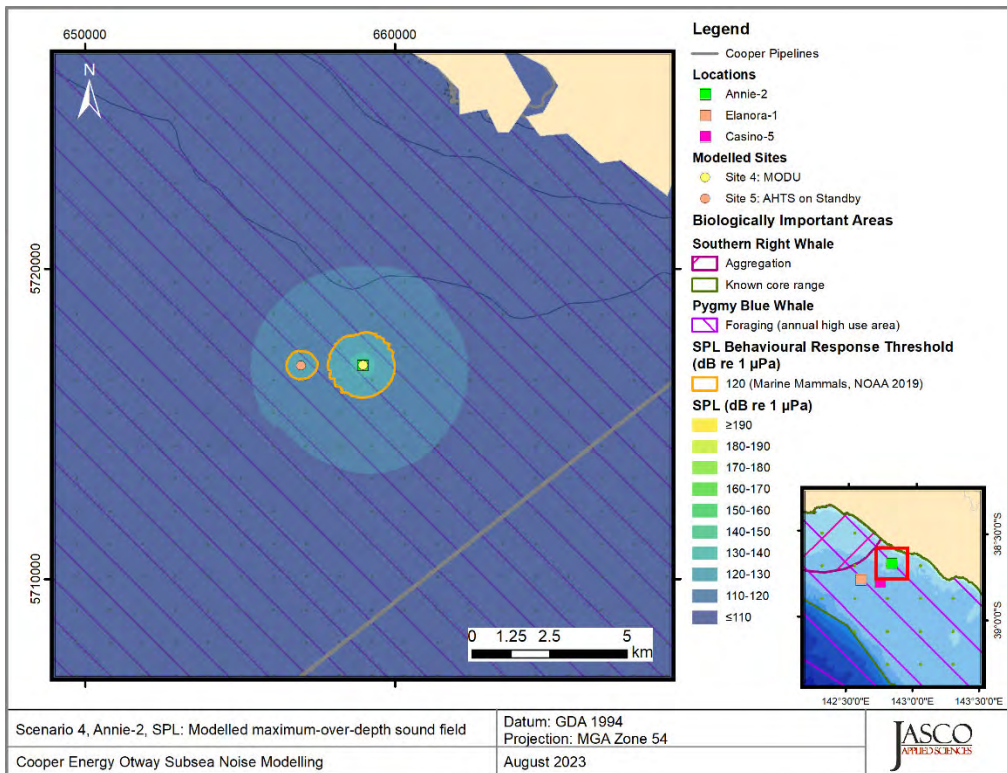 650000
660000
N
5720000
5710000
0 1.25 2.5 5
km
Legend
Cooper Pipelines
Locations
Annie-2
Elanora-1
Casino-5
Modelled Sites
Site 4: MODU
Site 5: AHTS on Standby
Biologically Important Areas
Southern Right Whale
Aggregation
Known core range
Pygmy Blue Whale
Foraging (annual high use area)
SPL Behavioural Response Threshold
(dB re 1 µPa)
120 (Marine Mammals, NOAA 2019)
SPL (dB re 1 µPa)
≥190
180-190
170-180
160-170
150-160
140-150
130-140
120-130
110-120
≤110
38°30'0"S
39°0'0"S
142°30'0"E 143°0'0"E 143°30'0"E
Scenario 4, Annie-2, SPL: Modelled maximum-over-depth sound field
Datum: GDA 1994
Projection: MGA Zone 54
Cooper Energy Otway Subsea Noise Modelling
August 2023
JASCO
APPLIED SCIENCES